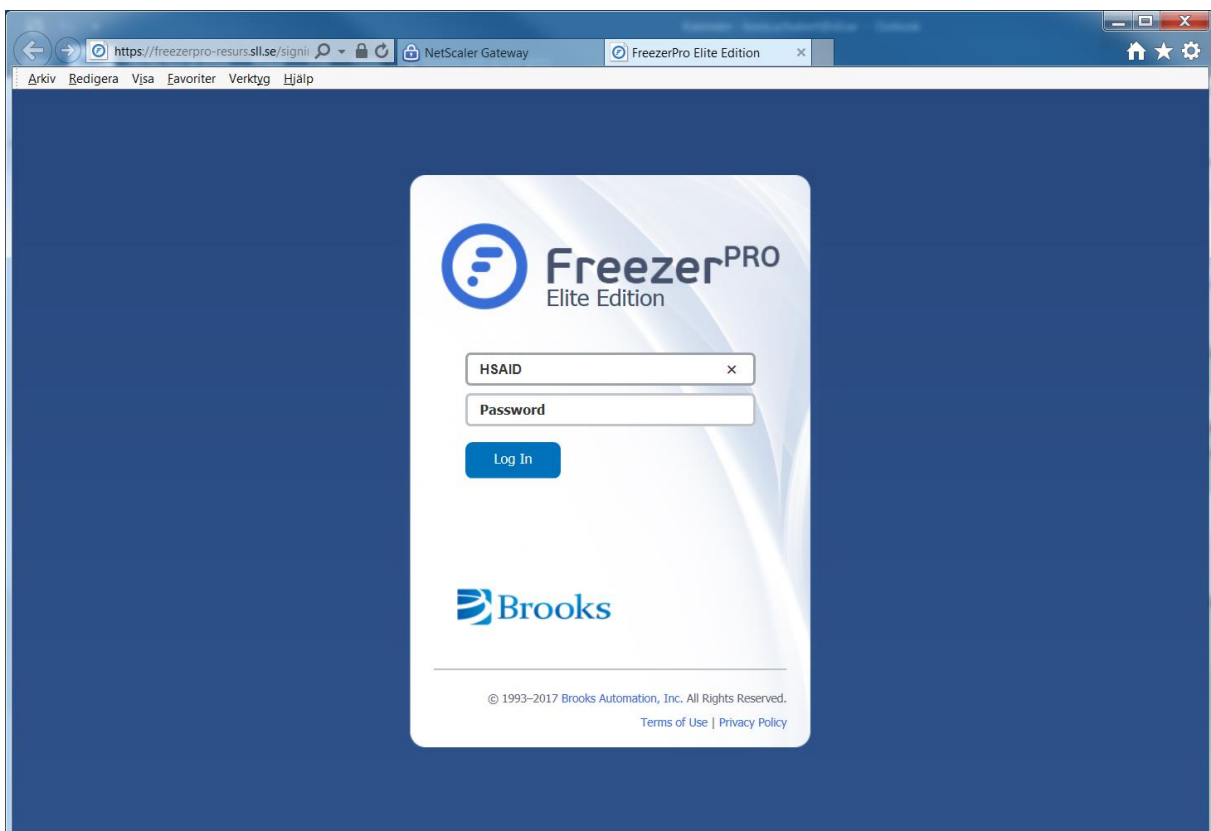 https://freezerpro-resurs.sll.se/signi
NetScaler Gateway
FreezerPro Elite Edition
Arkiv Redigera Visa Favoriter Verktyg Hjälp
FreezerPRO
Elite Edition
HSAID
Password
Log In
Brooks
© 1993–2017 Brooks Automation, Inc. All Rights Reserved.
Terms of Use | Privacy Policy